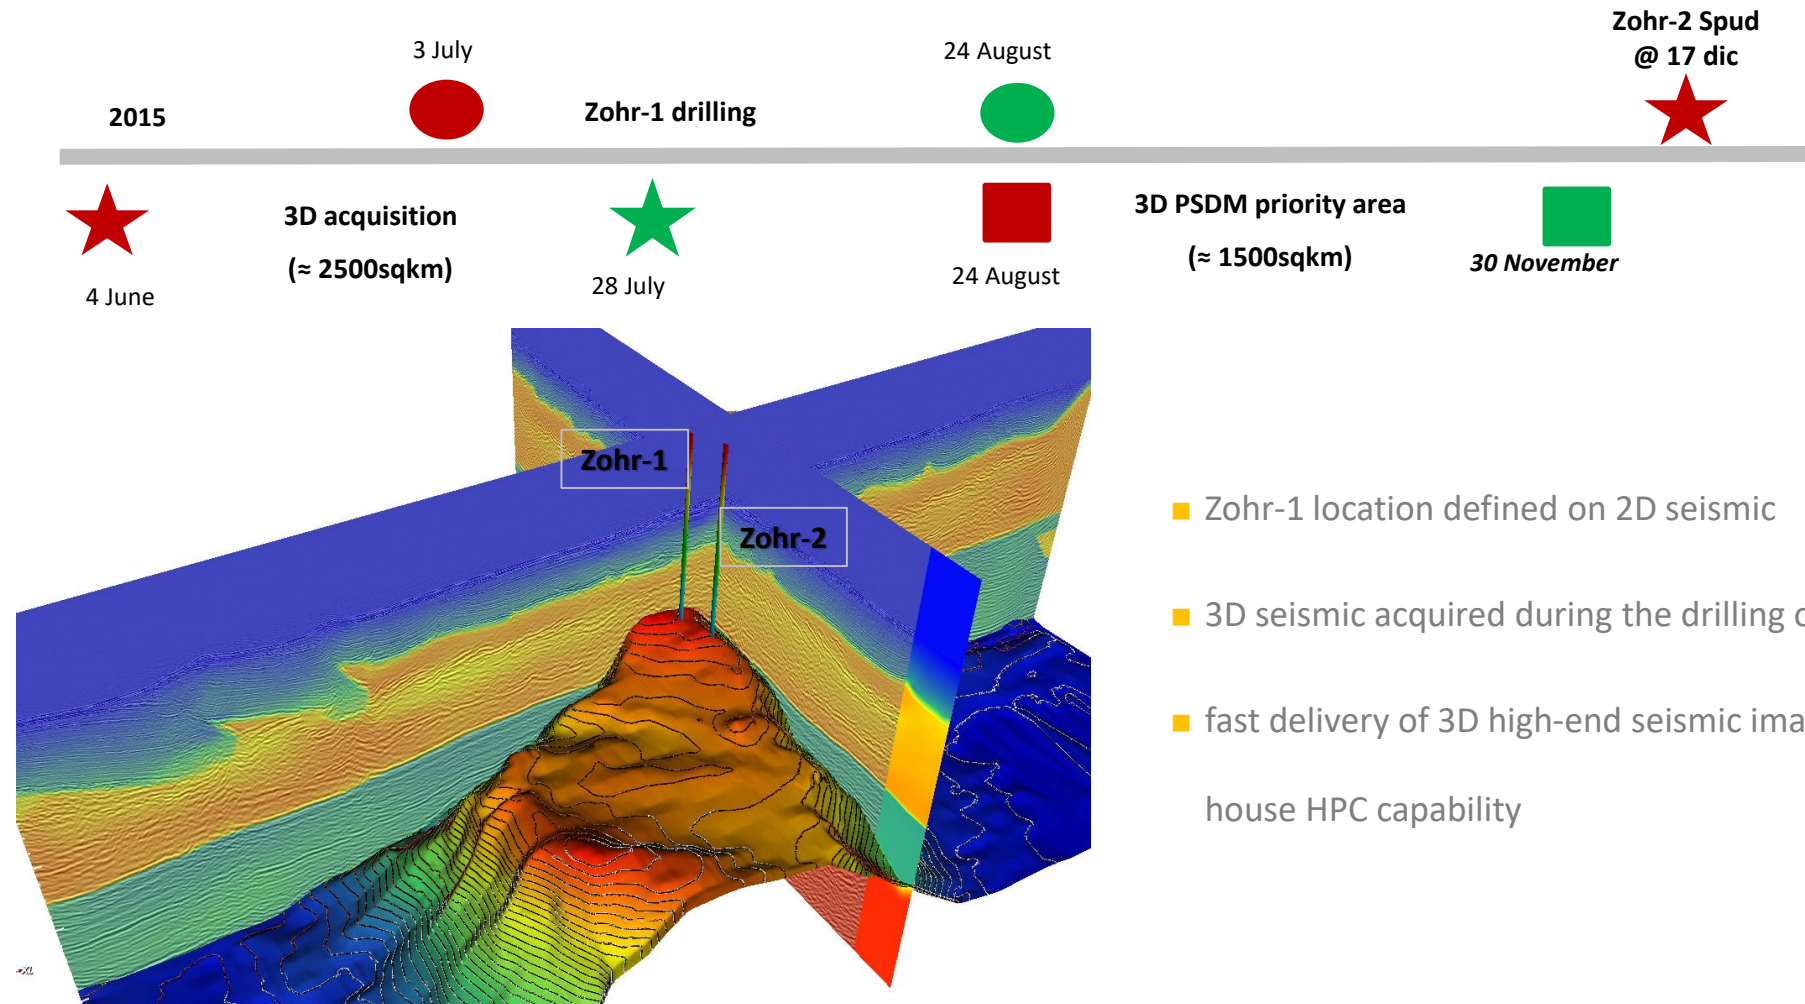 Zohr-2 Spud
@ 17 dic
3 July
24 August
2015
Zohr-1 drilling
3D acquisition
(≈ 2500sqkm)
3D PSDM priority area
(≈ 1500sqkm)
4 June
28 July
24 August
30 November
Zohr-1
Zohr-2
Zohr-1 location defined on 2D seismic
3D seismic acquired during the drilling
fast delivery of 3D high-end seismic
house HPC capability
XL